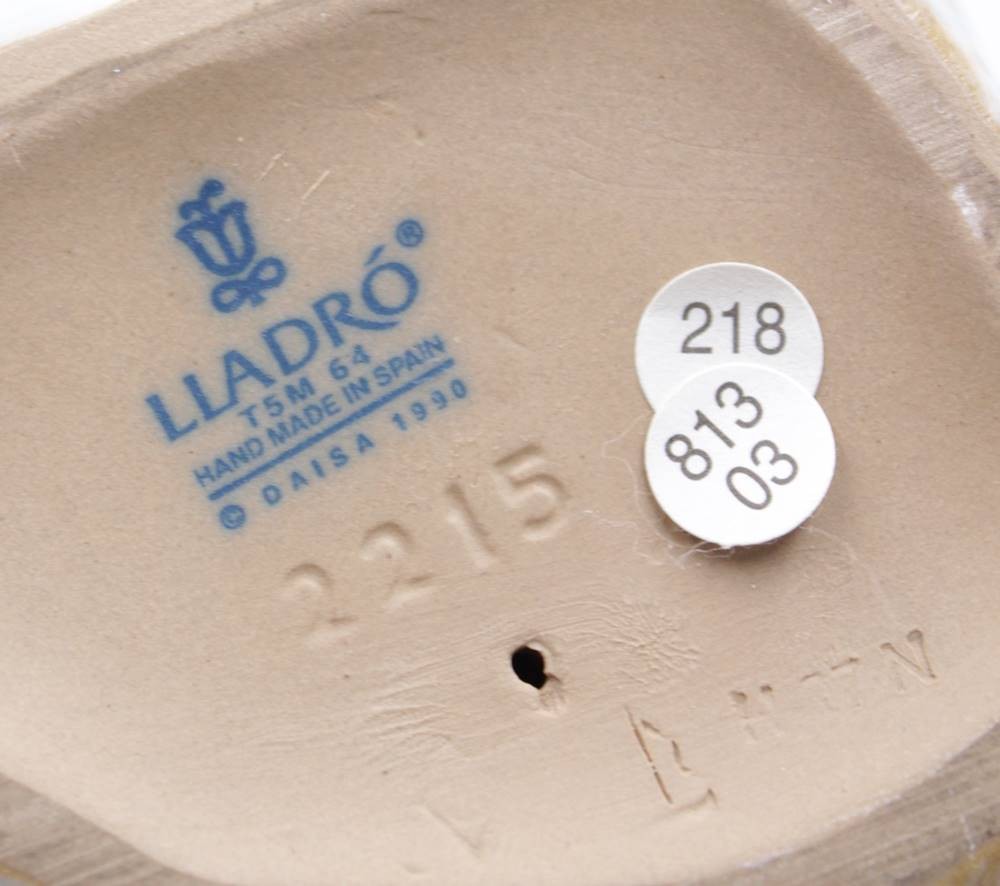 LLADRÓ®
T5M 64
HAND MADE IN SPAIN
© DAISA 1990
2215
218
813
03